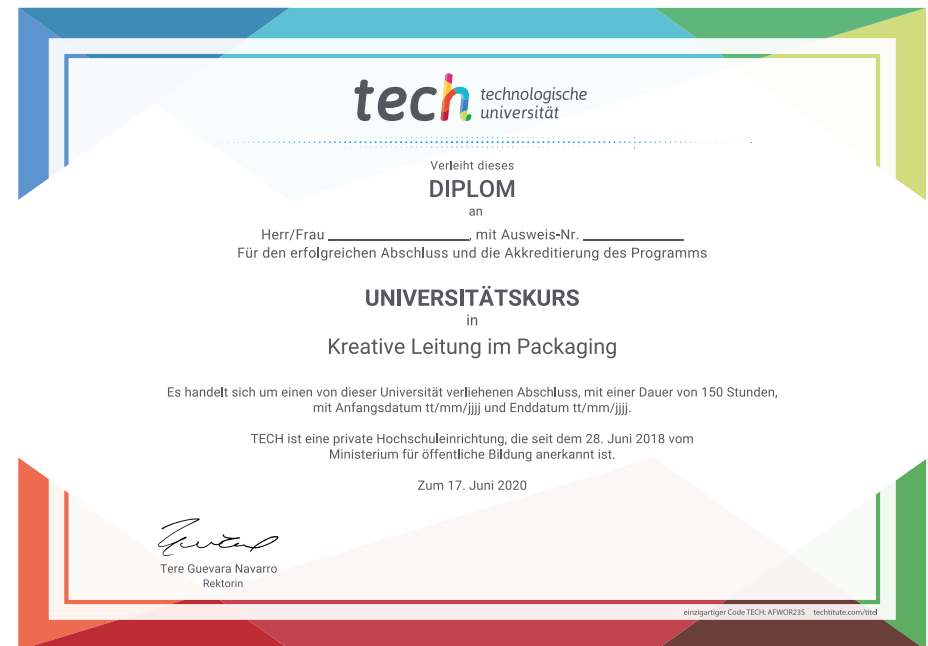 tech technologische
universität
Verleiht dieses
DIPLOM
an
Herr/Frau ____________, mit Ausweis-Nr. ____________
Für den erfolgreichen Abschluss und die Akkreditierung des Programms
UNIVERSITÄTSKURS
in
Kreative Leitung im Packaging
Es handelt sich um einen von dieser Universität verliehenen Abschluss, mit einer Dauer von 150 Stunden,
mit Anfangsdatum tt/mm/jjjj und Enddatum tt/mm/jjjj.
TECH ist eine private Hochschuleinrichtung, die seit dem 28. Juni 2018 vom
Ministerium für öffentliche Bildung anerkannt ist.
Zum 17. Juni 2020
Tere Guevara Navarro
Rektorin
einzigartiger Code TECH: AFWOR23S techtitute.com/titel